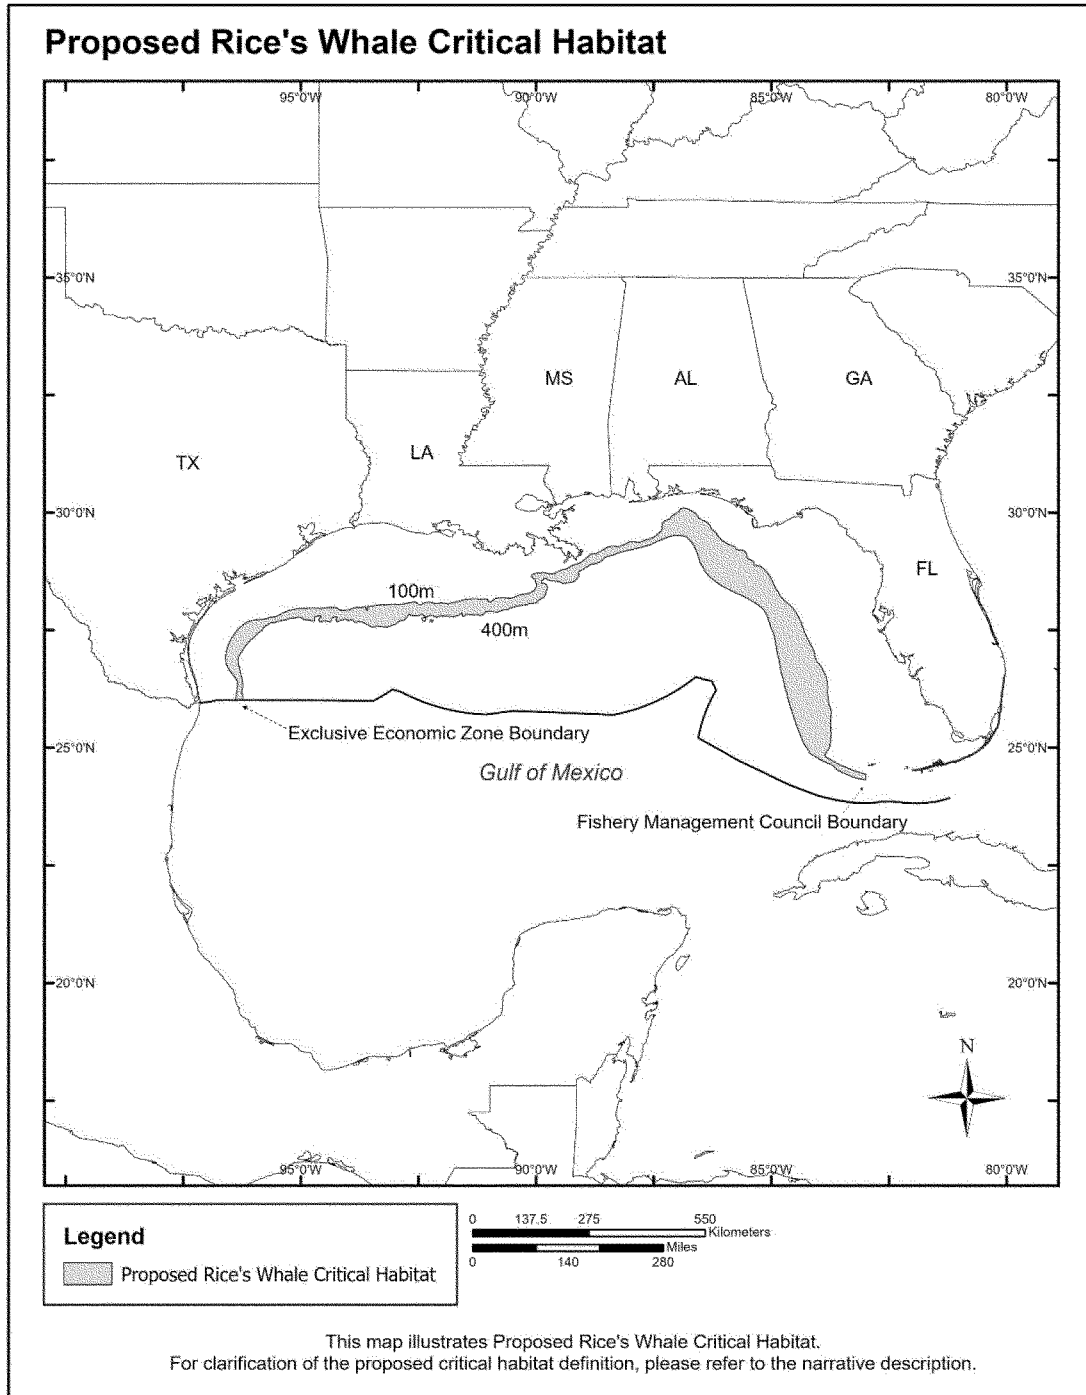 Proposed Rice's Whale Critical Habitat
95°0'W 90°0'W 85°0'W 80°0'W
35°0'N 35°0'N
MS AL GA
LA
TX
30°0'N 30°0'N
FL
100m
400m
Exclusive Economic Zone Boundary
25°0'N 25°0'N
Gulf of Mexico
Fishery Management Council Boundary
20°0'N 20°0'N
N
95°0'W 90°0'W 85°0'W 80°0'W
Legend
Proposed Rice's Whale Critical Habitat
0 137.5 275 550
Kilometers
Miles
0 140 280
This map illustrates Proposed Rice's Whale Critical Habitat.
For clarification of the proposed critical habitat definition, please refer to the narrative description.